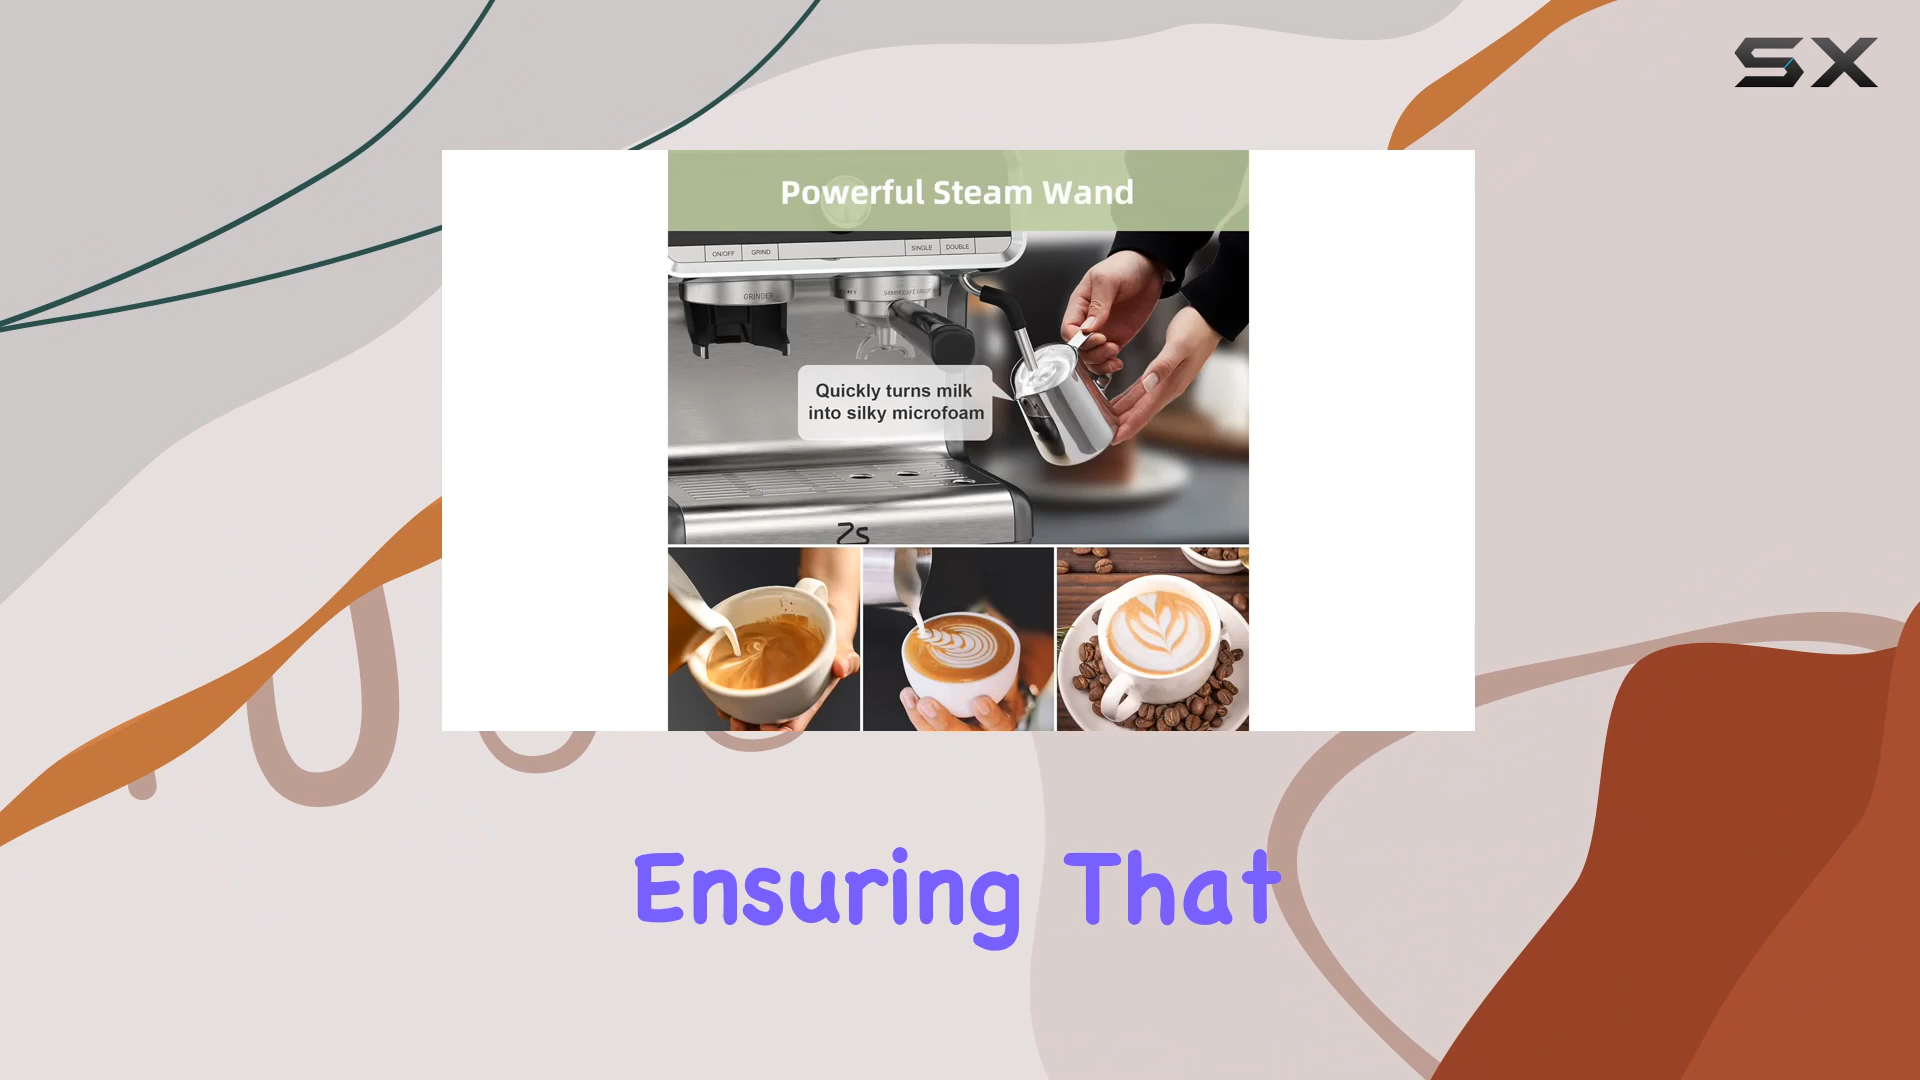 SX
Powerful Steam Wand
ON/OFF GRIND SINGLE DOUBLE
GRINDER
Quickly turns milk
into silky microfoam
Ensuring That